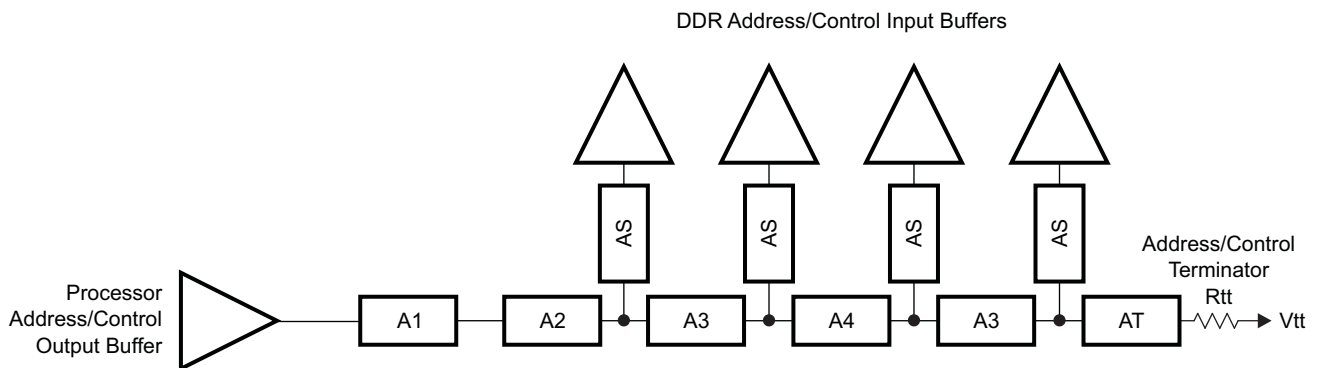 DDR Address/Control Input Buffers
AS
AS
AS
AS
Processor
Address/Control
Output Buffer
A1
A2
A3
A4
A3
AT
Address/Control
Terminator
Rtt
Vtt